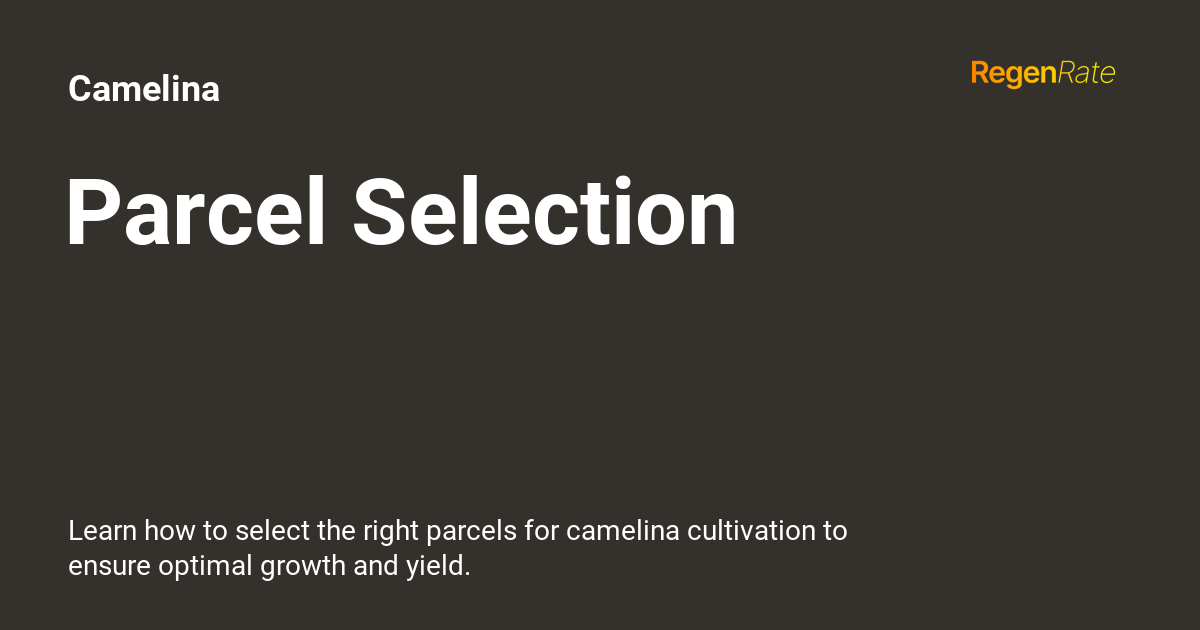 Camelina
RegenRate
Parcel Selection
Learn how to select the right parcels for camelina cultivation to
ensure optimal growth and yield.